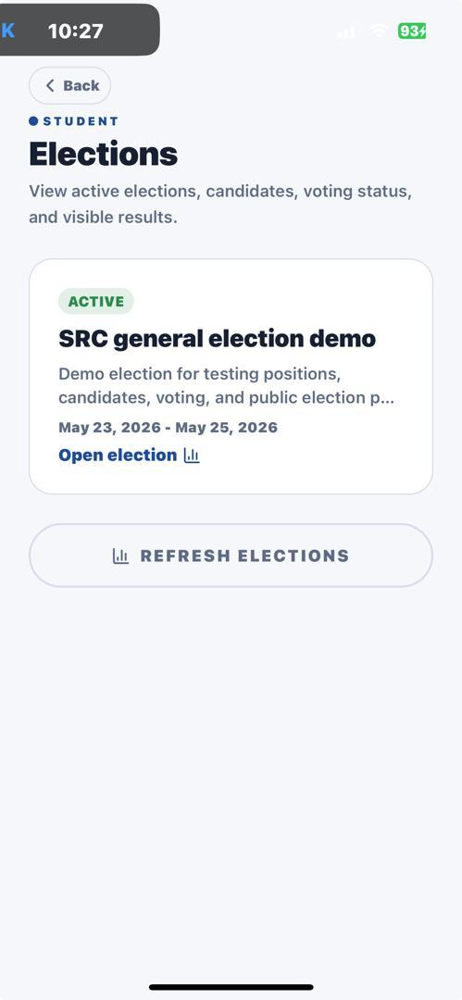 K
10:27
93
Back
STUDENT
Elections
View active elections, candidates, voting status,
and visible results.
ACTIVE
SRC general election demo
Demo election for testing positions,
candidates, voting, and public election p...
May 23, 2026 - May 25, 2026
Open election
REFRESH ELECTIONS